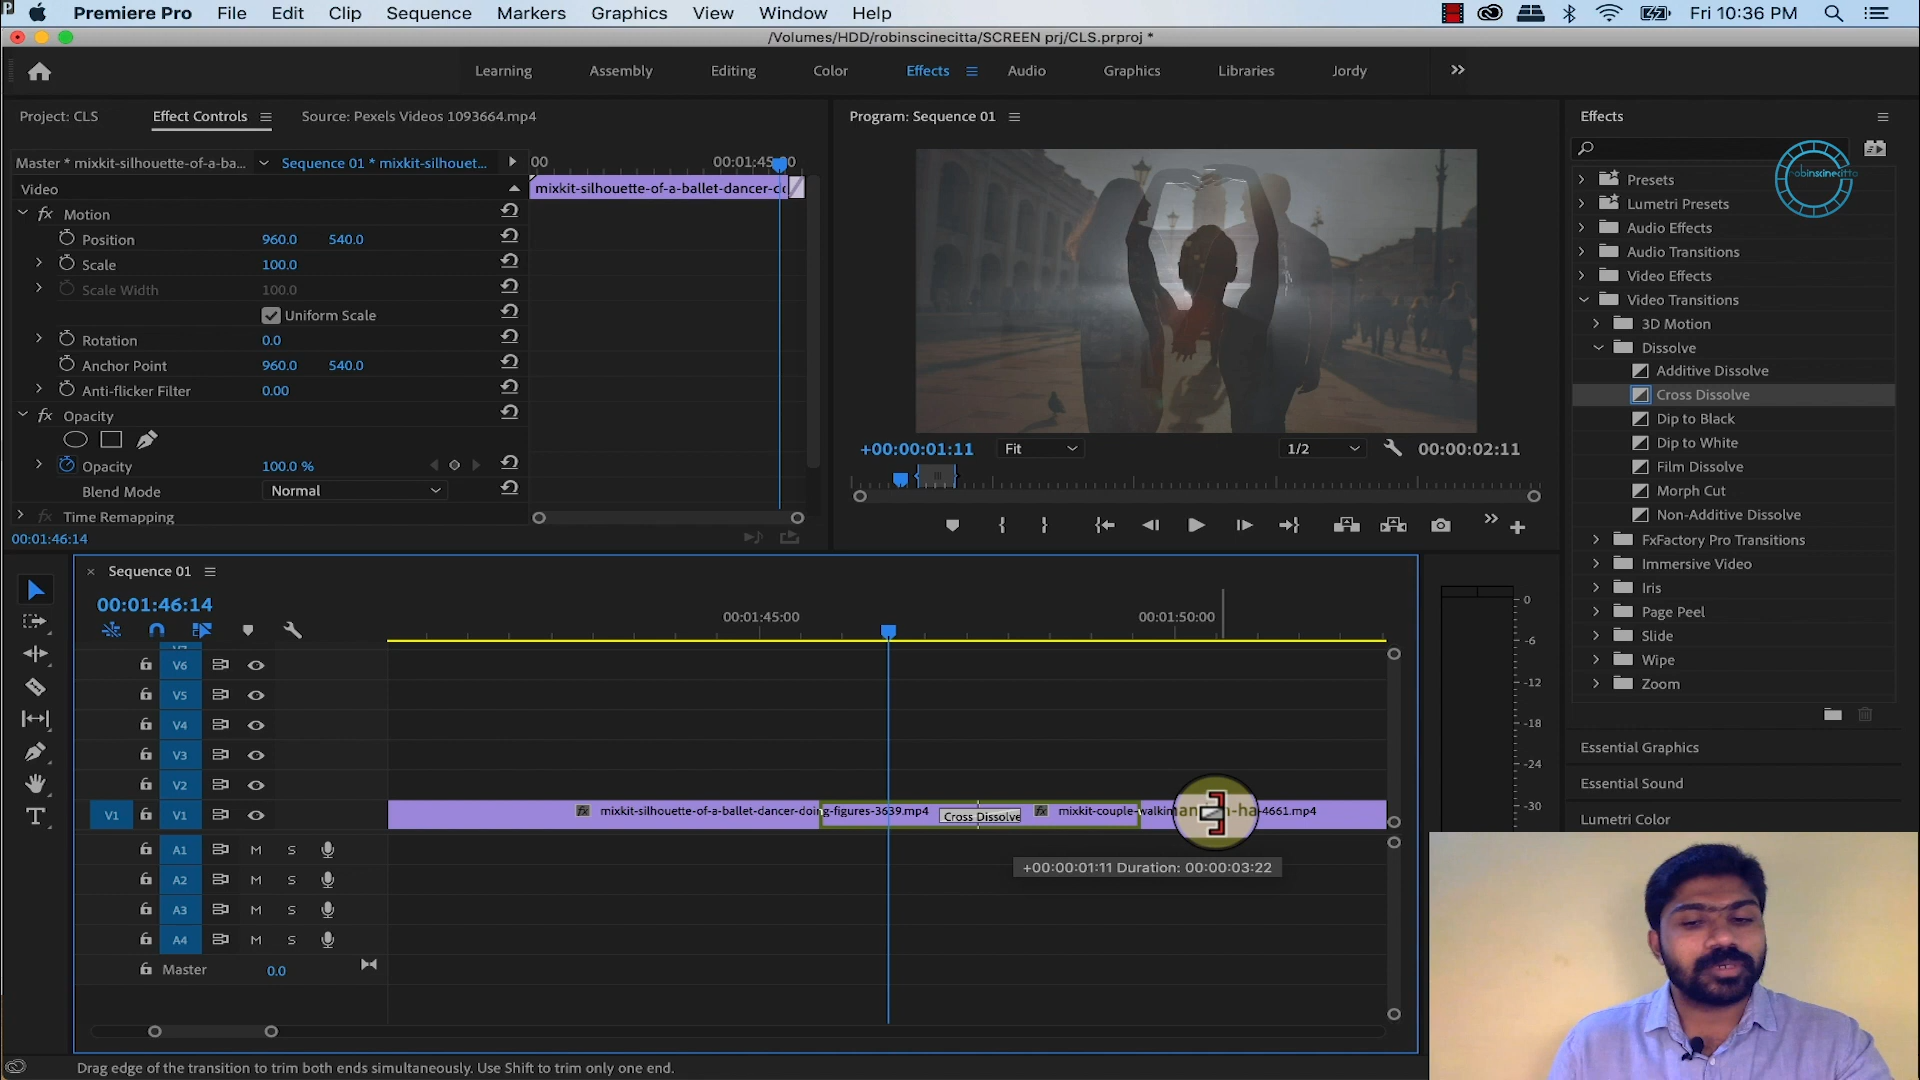 Premiere Pro File Edit Clip Sequence Markers Graphics View Window Help Fri 10:36 PM
/Volumes/HDD/robinscinecitta/SCREEN prj/CLS.prproj *
Learning Assembly Editing Color Effects Audio Graphics Libraries Jordy
Project: CLS Effect Controls Source: Pexels Videos 1093664.mp4
Master * mixkit-silhouette-of-a-ba... Sequence 01 * mixkit-silhouet...
00 00:01:45:00
mixkit-silhouette-of-a-ballet-dancer-
Video
fx Motion
Position 960.0 540.0
Scale 100.0
Scale Width 100.0
Uniform Scale
Rotation 0.0
Anchor Point 960.0 540.0
Anti-flicker Filter 0.00
fx Opacity
Opacity 100.0 %
Blend Mode Normal
fx Time Remapping
00:01:46:14
Program: Sequence 01
+00:00:01:11 Fit 1/2 00:00:02:11
Effects
robinscinecitta
Presets
Lumetri Presets
Audio Effects
Audio Transitions
Video Effects
Video Transitions
3D Motion
Dissolve
Additive Dissolve
Cross Dissolve
Dip to Black
Dip to White
Film Dissolve
Morph Cut
Non-Additive Dissolve
FxFactory Pro Transitions
Immersive Video
Iris
Page Peel
Slide
Wipe
Zoom
Essential Graphics
Essential Sound
Lumetri Color
× Sequence 01
00:01:46:14
00:01:45:00 00:01:50:00
V6
V5
V4
V3
V2
V1 V1
fx mixkit-silhouette-of-a-ballet-dancer-doing-figures-3639.mp4
Cross Dissolve
fx mixkit-couple-walkin -4661.mp4
+00:00:01:11 Duration: 00:00:03:22
A1 M S
A2 M S
A3 M S
A4 M S
Master 0.0
0
-6
-12
-18
-24
-30
Drag edge of the transition to trim both ends simultaneously. Use Shift to trim only one end.